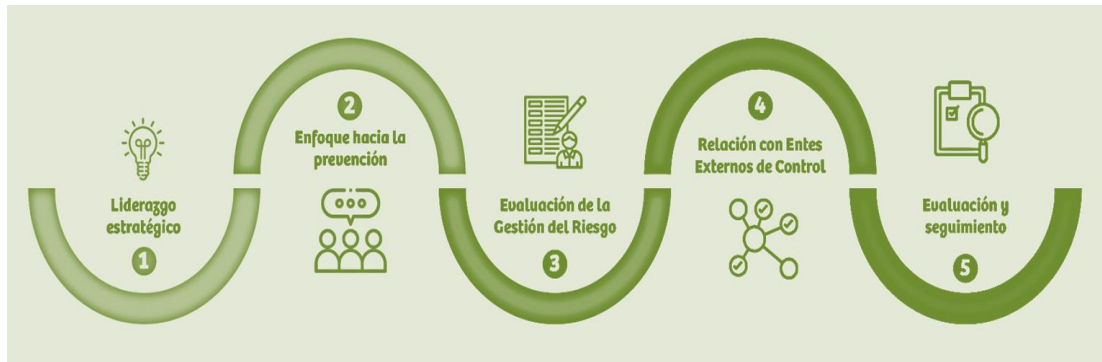 Liderazgo
estratégico
1
2
Enfoque hacia la
prevención
Evaluación de la
Gestión del Riesgo
3
4
Relación con Entes
Externos de Control
Evaluación y
seguimiento
5